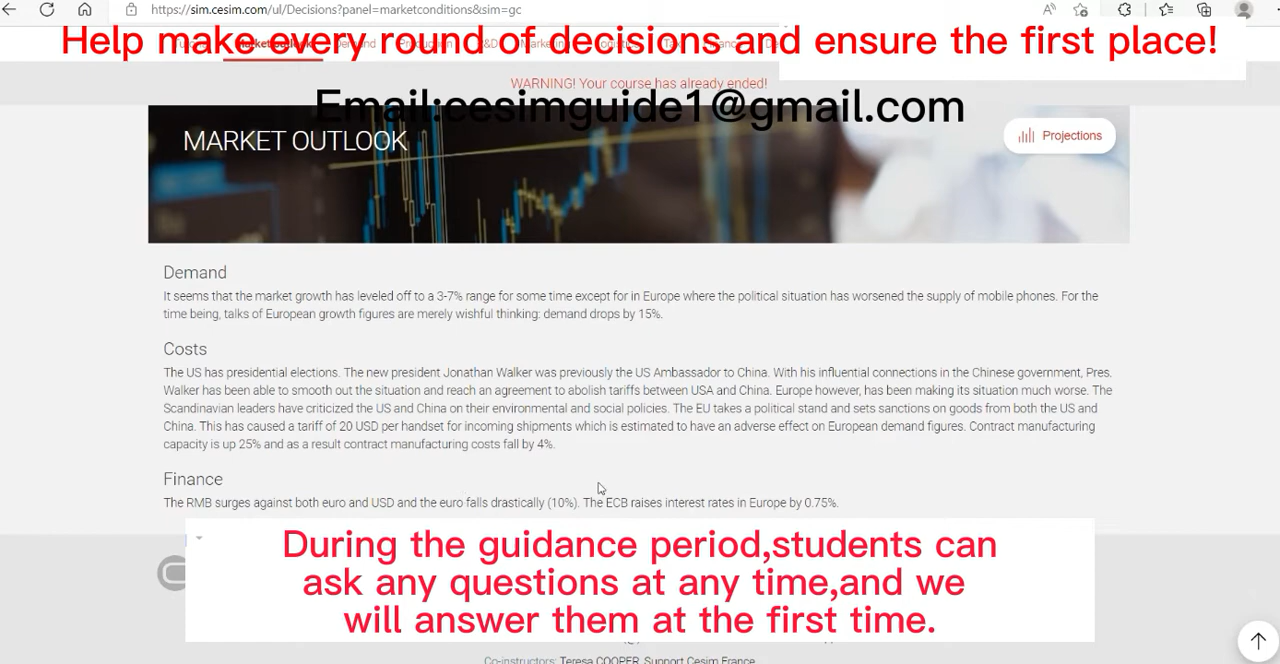 https://sim.cesim.com/ul/Decisions?panel=marketconditions&sim=gc
Help make every round of decisions and ensure the first place!
WARNING! Your course has already ended!
Email:cesimguide1@gmail.com
MARKET OUTLOOK
Projections
Demand
It seems that the market growth has leveled off to a 3-7% range for some time except for in Europe where the political situation has worsened the supply of mobile phones. For the
time being, talks of European growth figures are merely wishful thinking: demand drops by 15%.
Costs
The US has presidential elections. The new president Jonathan Walker was previously the US Ambassador to China. With his influential connections in the Chinese government, Pres.
Walker has been able to smooth out the situation and reach an agreement to abolish tariffs between USA and China. Europe however, has been making its situation much worse. The
Scandinavian leaders have criticized the US and China on their environmental and social policies. The EU takes a political stand and sets sanctions on goods from both the US and
China. This has caused a tariff of 20 USD per handset for incoming shipments which is estimated to have an adverse effect on European demand figures. Contract manufacturing
capacity is up 25% and as a result contract manufacturing costs fall by 4%.
Finance
The RMB surges against both euro and USD and the euro falls drastically (10%). The ECB raises interest rates in Europe by 0.75%.
During the guidance period,students can
ask any questions at any time,and we
will answer them at the first time.
Co-instructors: Teresa COOPER, Support Cesim France